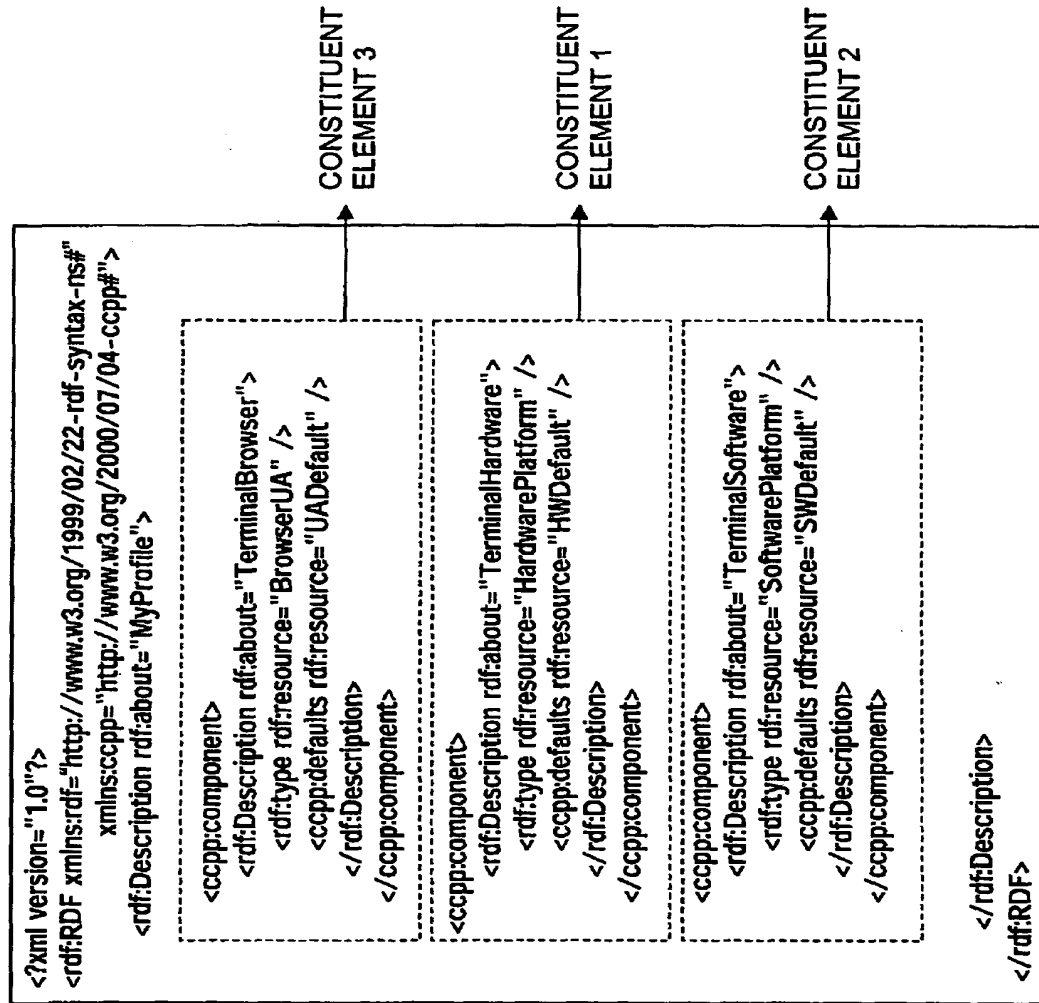 <?xml version="1.0"?>
<rdf:RDF xmlns:rdf="http://www.w3.org/1999/02/22-rdf-syntax-ns#"
xmlns:ccpp="http://www.w3.org/2000/07/04-ccpp#">
<rdf:Description rdf:about="MyProfile">
<ccpp:component>
<rdf:Description rdf:about="TerminalBrowser">
<rdf:type rdf:resource="BrowserUA" />
<ccpp:defaults rdf:resource="UADefault" />
</rdf:Description>
</ccpp:component>
CONSTITUENT
ELEMENT 3
<ccpp:component>
<rdf:Description rdf:about="TerminalHardware">
<rdf:type rdf:resource="HardwarePlatform" />
<ccpp:defaults rdf:resource="HWDefault" />
</rdf:Description>
</ccpp:component>
CONSTITUENT
ELEMENT 1
<ccpp:component>
<rdf:Description rdf:about="TerminalSoftware">
<rdf:type rdf:resource="SoftwarePlatform" />
<ccpp:defaults rdf:resource="SWDefault" />
</rdf:Description>
</ccpp:component>
CONSTITUENT
ELEMENT 2
</rdf:Description>
</rdf:RDF>